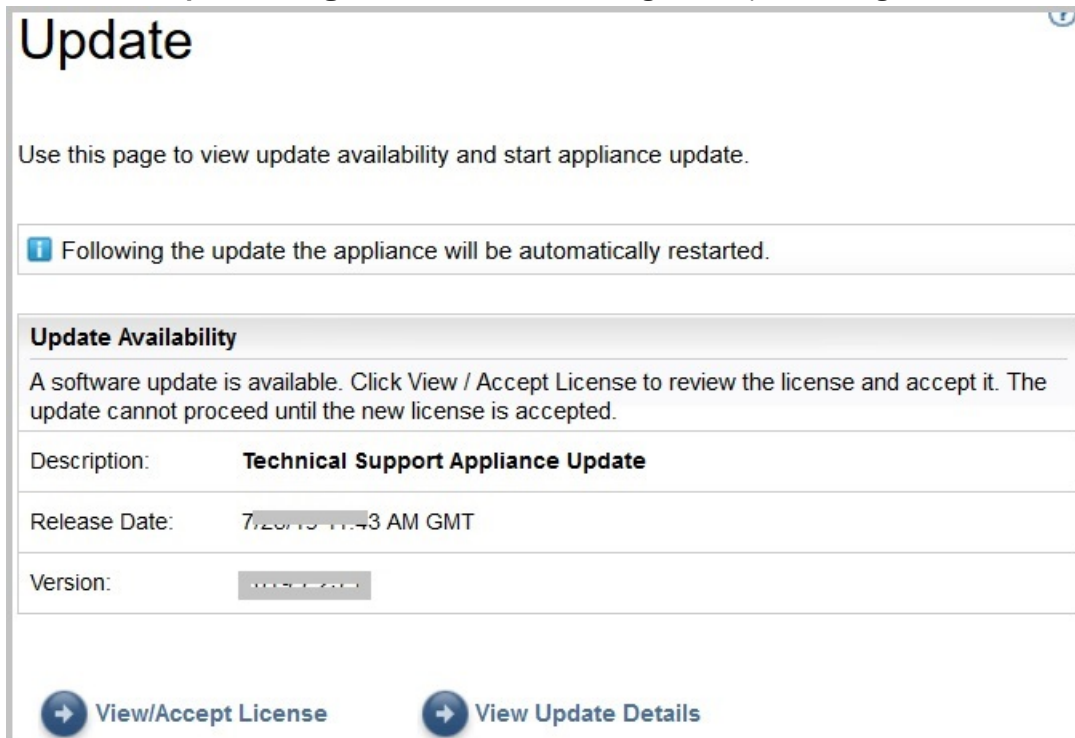 Update
Use this page to view update availability and start appliance update.
Following the update the appliance will be automatically restarted.
Update Availability
A software update is available. Click View / Accept License to review the license and accept it. The
update cannot proceed until the new license is accepted.
Description: Technical Support Appliance Update
Release Date: AM GMT
Version:
View/Accept License View Update Details